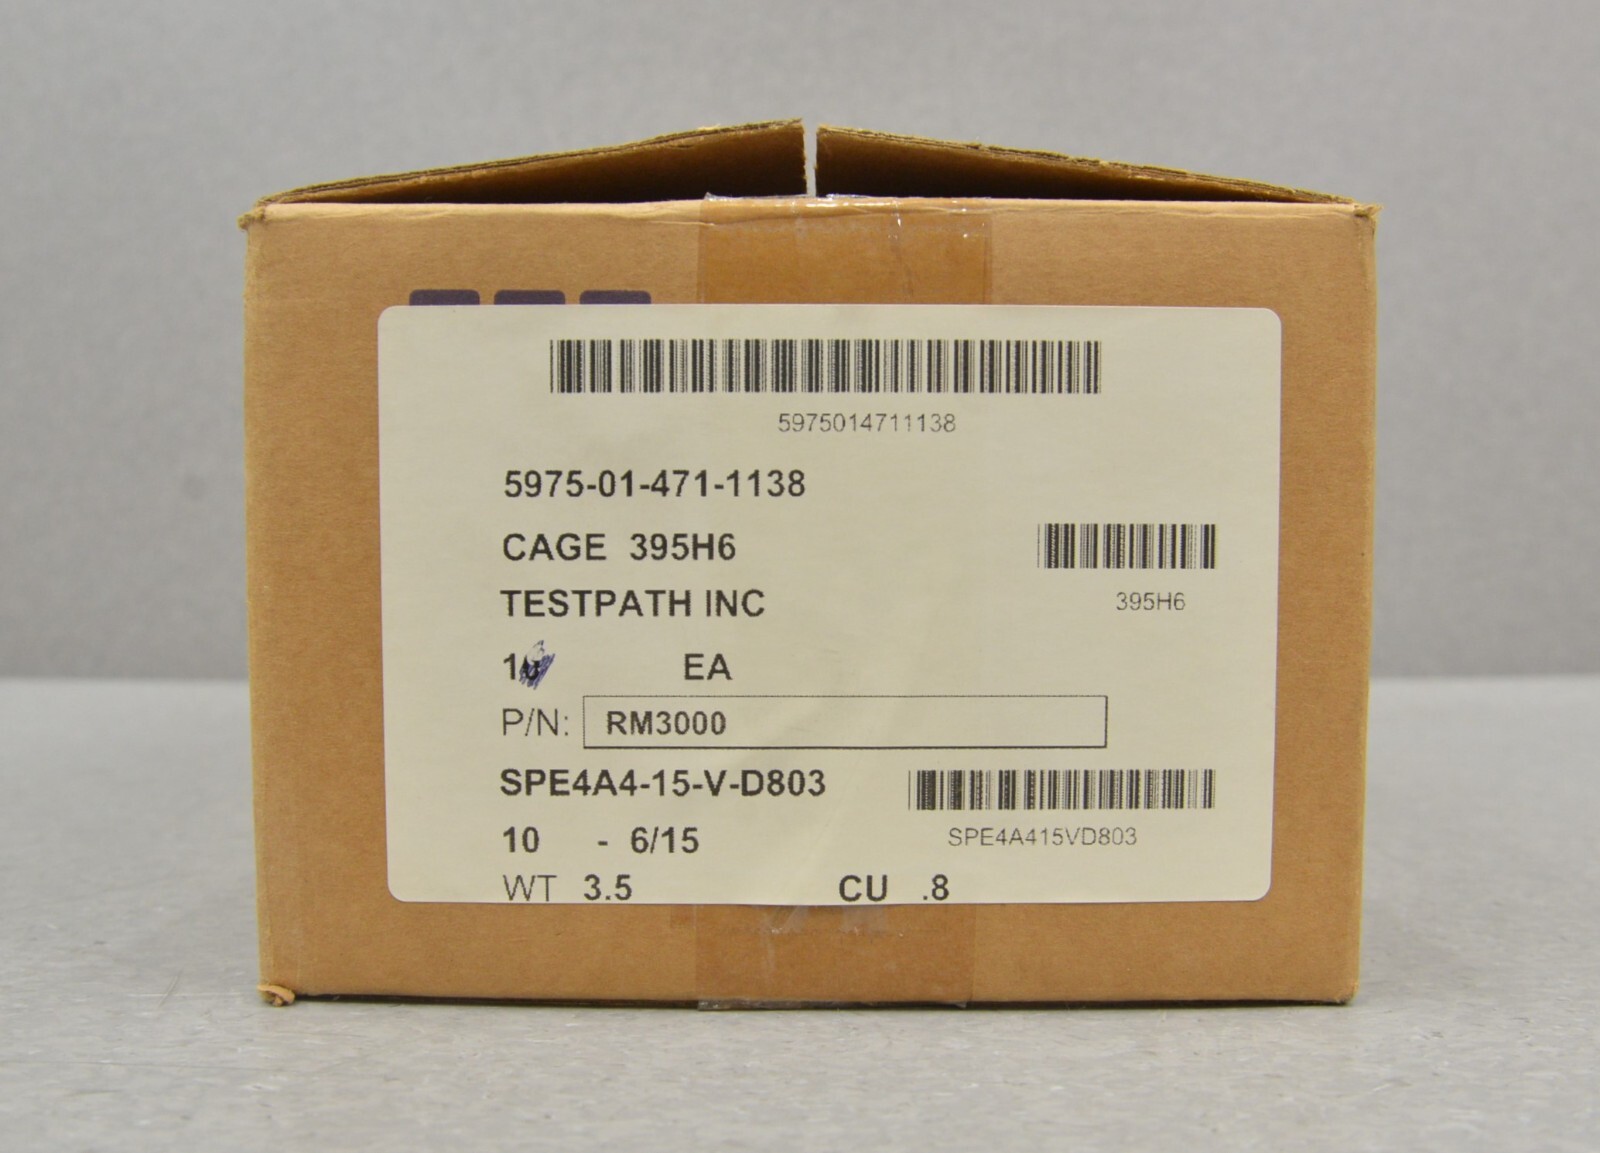 5975014711138
5975-01-471-1138
CAGE 395H6
395H6
TESTPATH INC
1 EA
P/N: RM3000
SPE4A4-15-V-D803
SPE4A415VD803
10 - 6/15
WT 3.5 CU .8